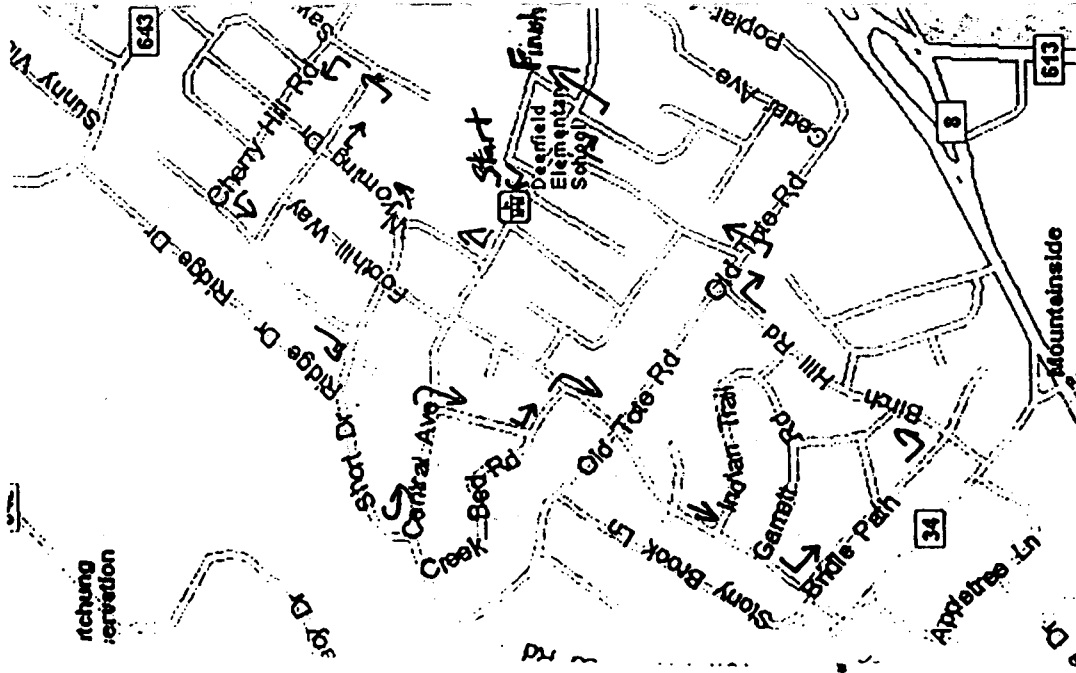 643
Sunny
Cherry Hill Rd
Wyoming Dr
Foothill Way
Ridge Dr
Ridge Dr
Short Dr
Central Ave
Creek Bed Rd
Start
Finish
Deerfield
Elementary
School
Poplar
Cedar Ave
Old Tote Rd
Old Tote Rd
8
613
Mountainside
Birch Hill Rd
Indian Trail
Garrett Rd
Bridle Path
Stony Brook Ln
34
Appletree Ln
Dr
Rd